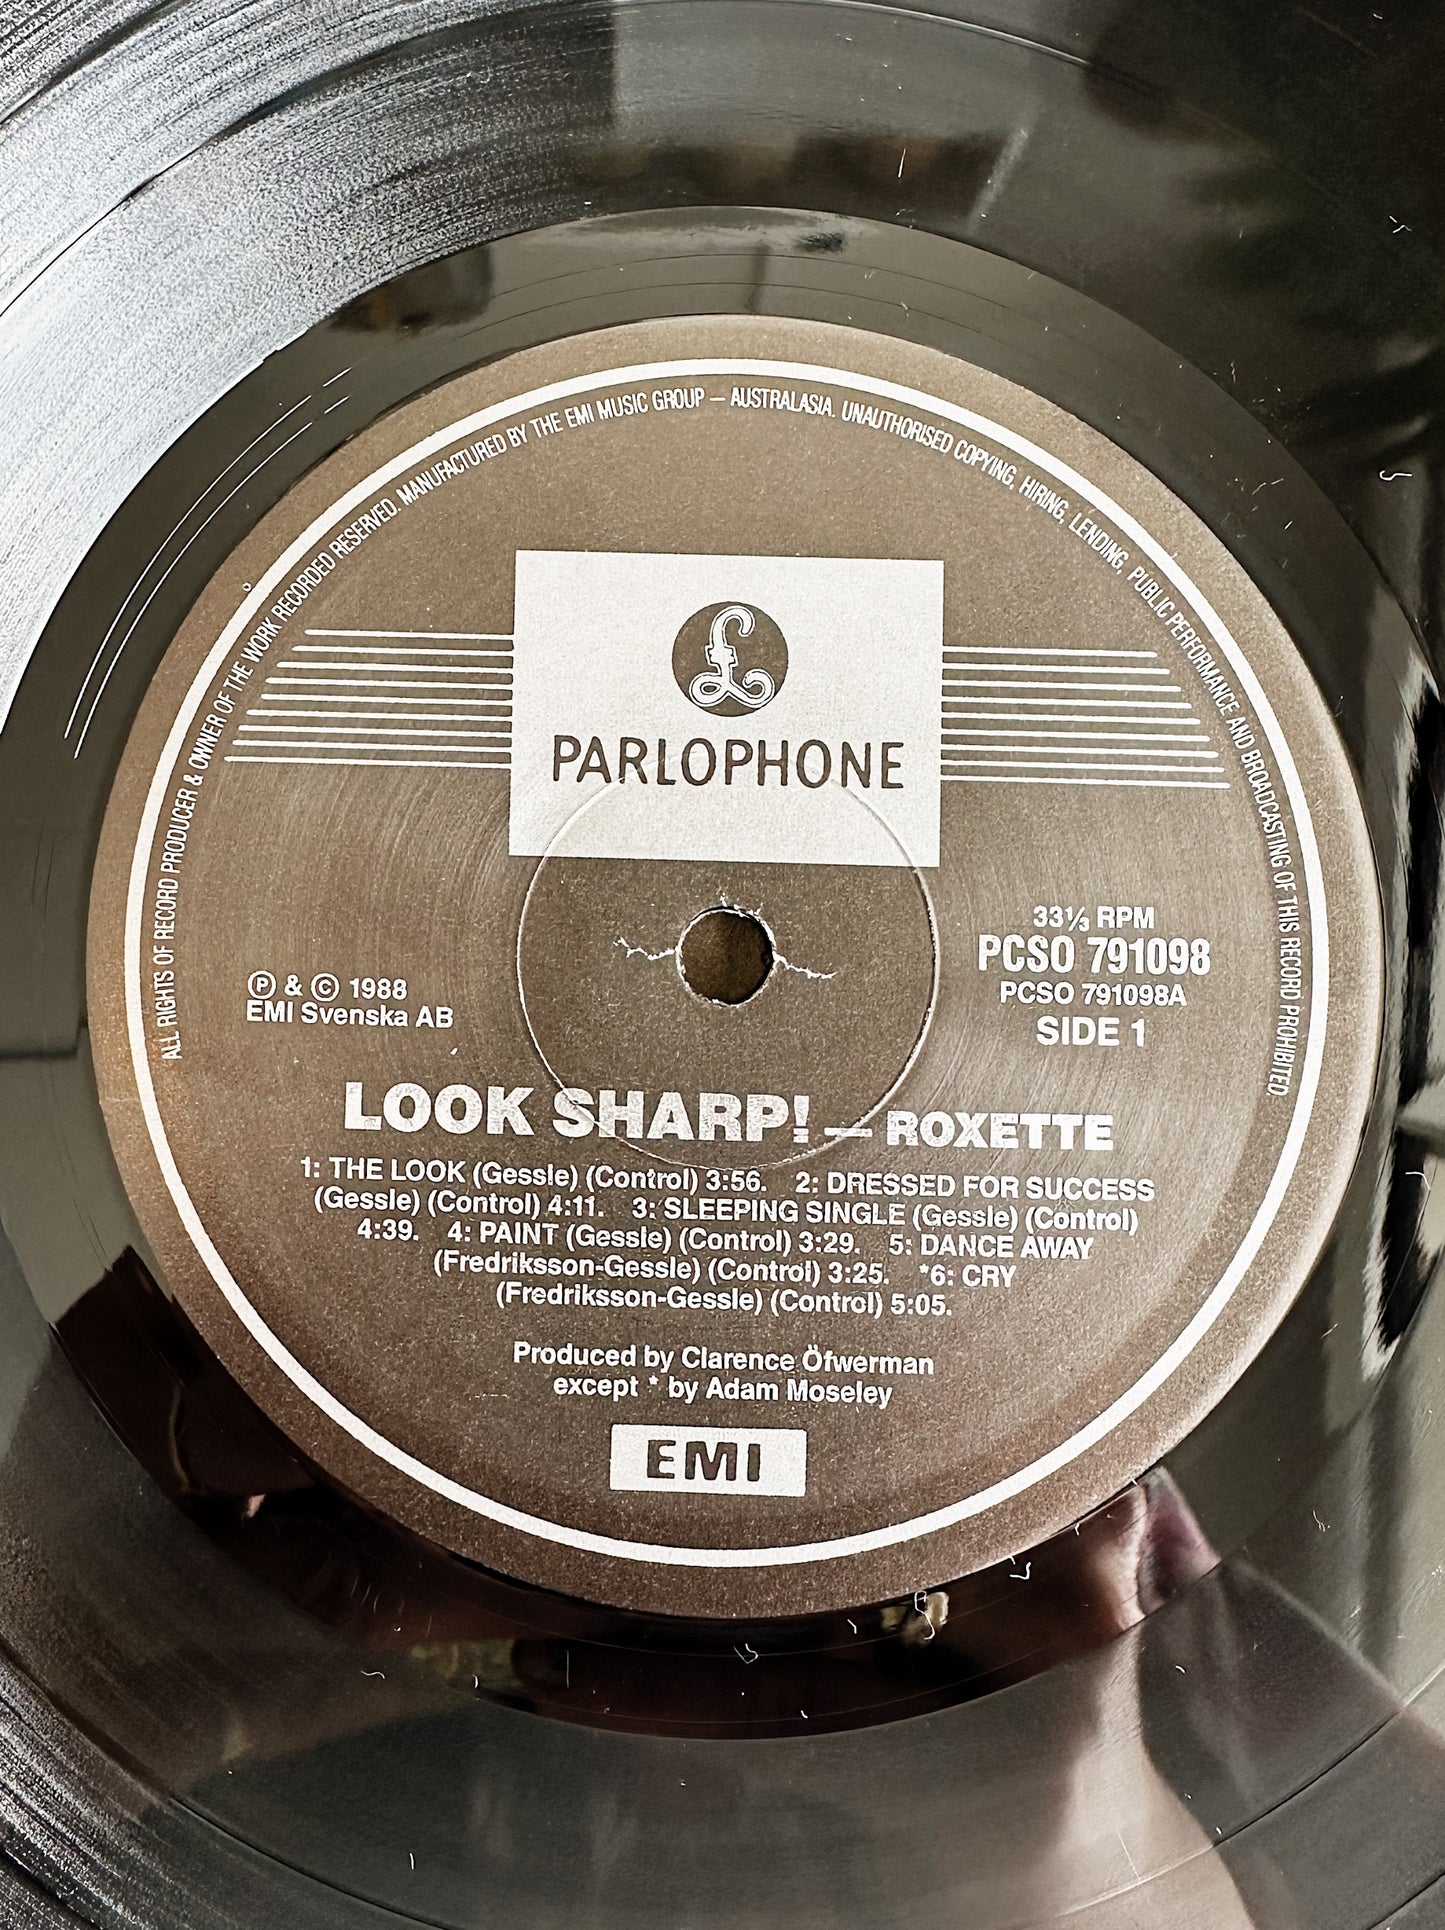 ALL RIGHTS OF RECORD PRODUCER & OWNER OF THE WORK RECORDED RESERVED. MANUFACTURED BY THE EMI MUSIC GROUP – AUSTRALASIA. UNAUTHORISED COPYING, HIRING, LENDING, PUBLIC PERFORMANCE AND BROADCASTING OF THIS RECORD PROHIBITED.
£
PARLOPHONE
33⅓ RPM
PCSO 791098
PCSO 791098A
SIDE 1
Ⓟ & © 1988
EMI Svenska AB
LOOK SHARP! – ROXETTE
1: THE LOOK (Gessle) (Control) 3:56. 2: DRESSED FOR SUCCESS
(Gessle) (Control) 4:11. 3: SLEEPING SINGLE (Gessle) (Control)
4:39. 4: PAINT (Gessle) (Control) 3:29. 5: DANCE AWAY
(Fredriksson-Gessle) (Control) 3:25. *6: CRY
(Fredriksson-Gessle) (Control) 5:05.
Produced by Clarence Öfwerman
except * by Adam Moseley
EMI